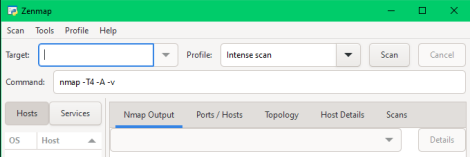 Zenmap
Scan Tools Profile Help
Target: Profile: Intense scan Scan Cancel
Command: nmap -T4 -A -v
Hosts Services Nmap Output Ports / Hosts Topology Host Details Scans
OS Host Details